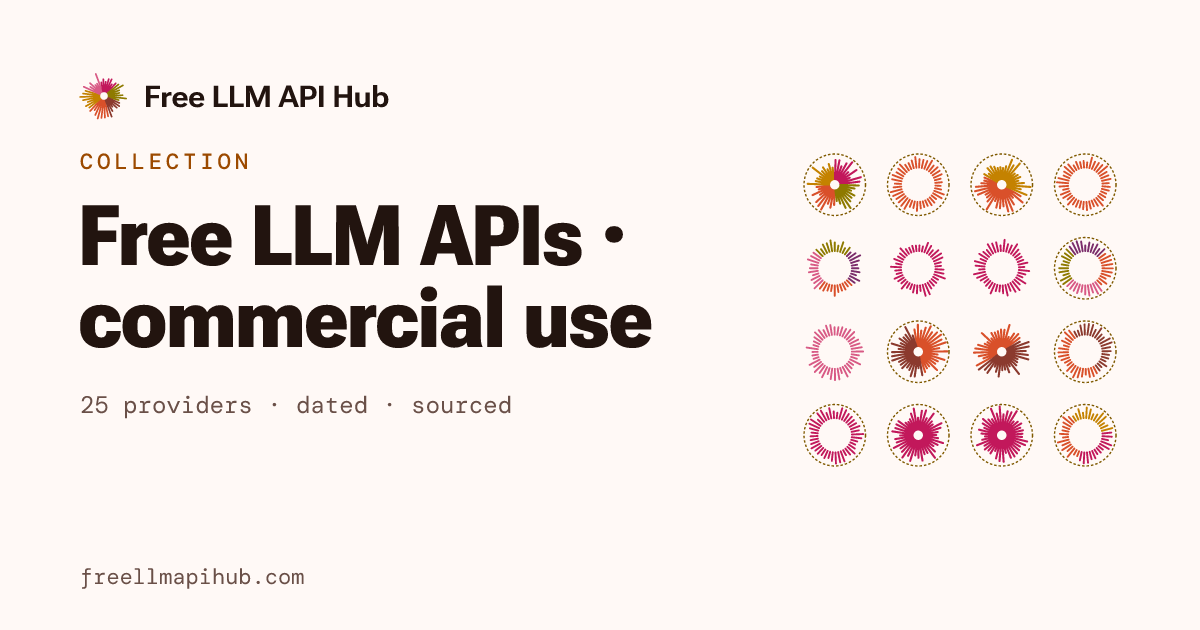 Free LLM API Hub
COLLECTION
Free LLM APIs ·
commercial use
25 providers · dated · sourced
freellmapihub.com